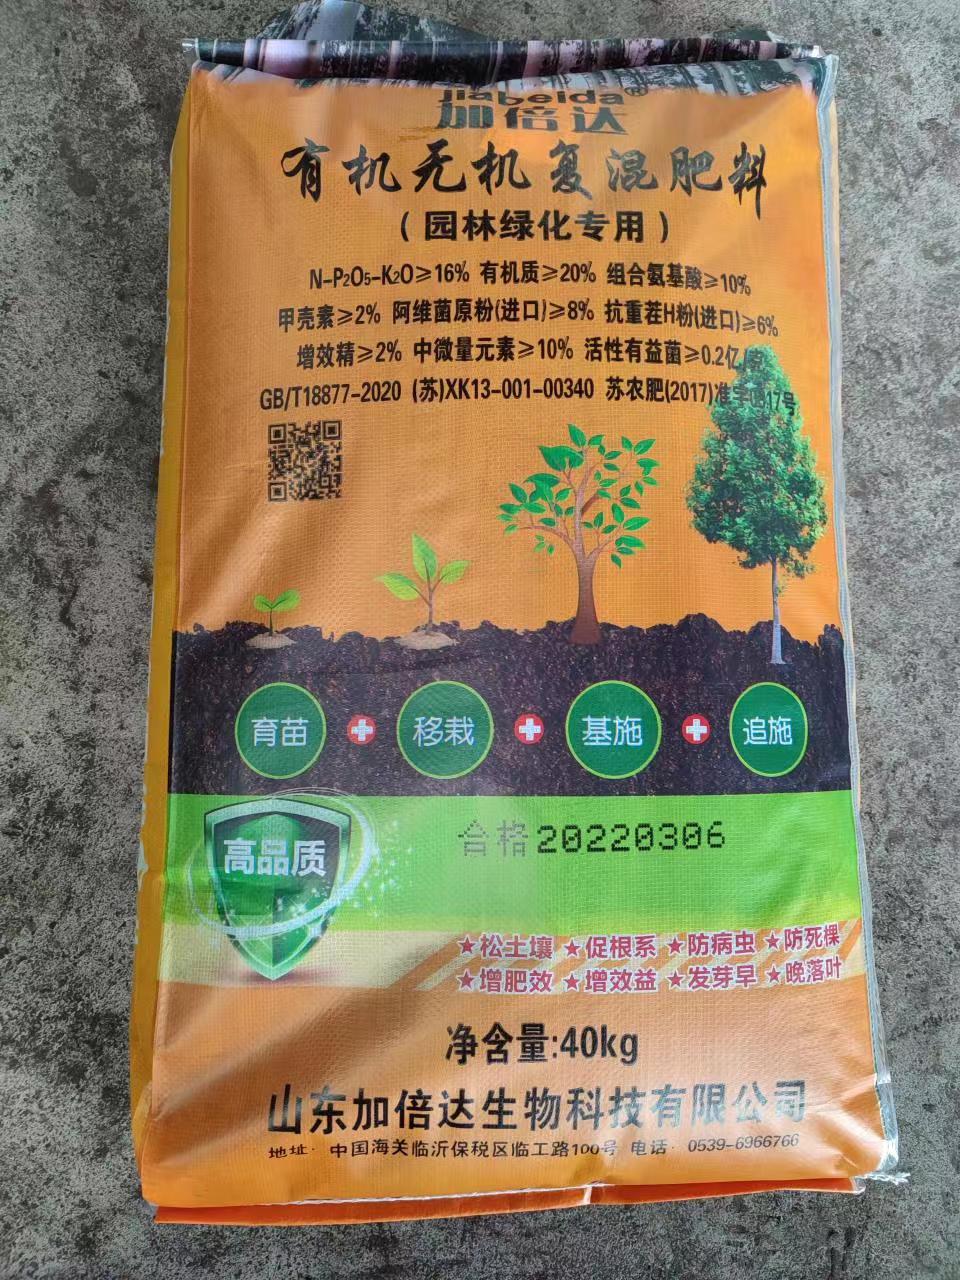 Jiabeida®
加倍达
有机无机复混肥料
（园林绿化专用）
N-P₂O₅-K₂O≥16% 有机质≥20% 组合氨基酸≥10%
甲壳素≥2% 阿维菌原粉(进口)≥8% 抗重茬H粉(进口)≥6%
增效精≥2% 中微量元素≥10% 活性有益菌≥0.2亿/克
GB/T18877-2020 (苏)XK13-001-00340 苏农肥(2017)准字
育苗 移栽 基施 追施
高品质
合格20220306
★松土壤 ★促根系 ★防病虫 ★防死棵
★增肥效 ★增效益 ★发芽早 ★晚落叶
净含量:40kg
山东加倍达生物科技有限公司
地址: 中国海关临沂保税区临工路100号 电话: 0539-6966766